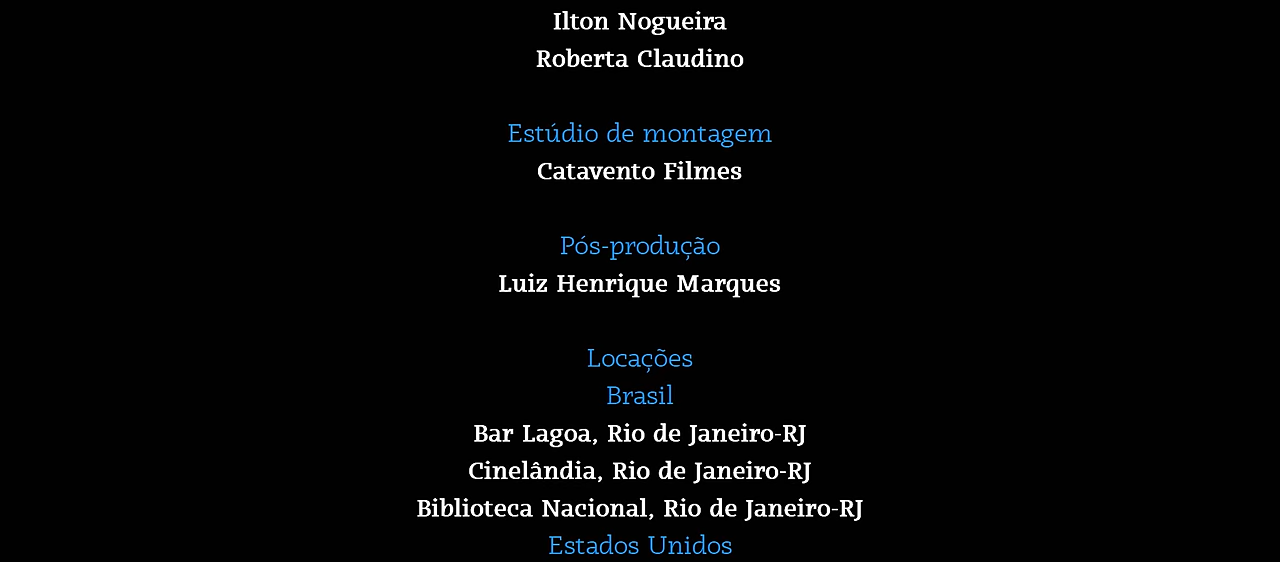 Ilton Nogueira
Roberta Claudino
Estúdio de montagem
Catavento Filmes
Pós-produção
Luiz Henrique Marques
Locações
Brasil
Bar Lagoa, Rio de Janeiro-RJ
Cinelândia, Rio de Janeiro-RJ
Biblioteca Nacional, Rio de Janeiro-RJ
Estados Unidos